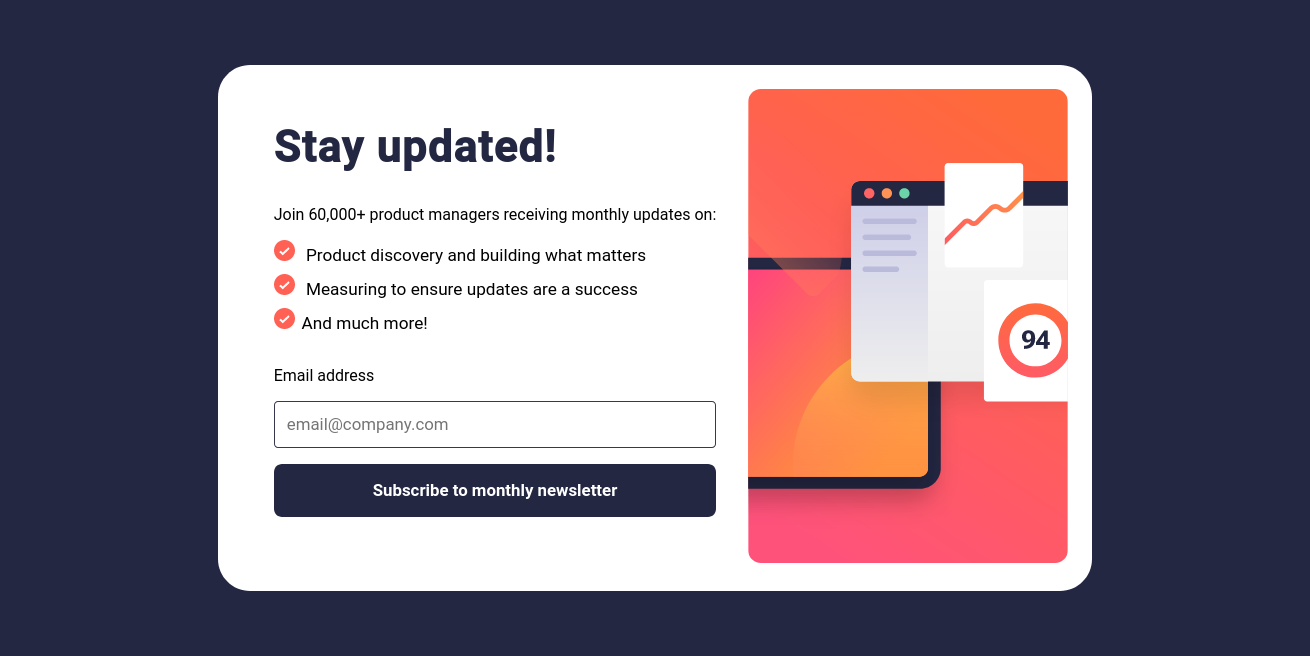 Stay updated!
Join 60,000+ product managers receiving monthly updates on:
Product discovery and building what matters
Measuring to ensure updates are a success
And much more!
Email address
email@company.com
Subscribe to monthly newsletter
94